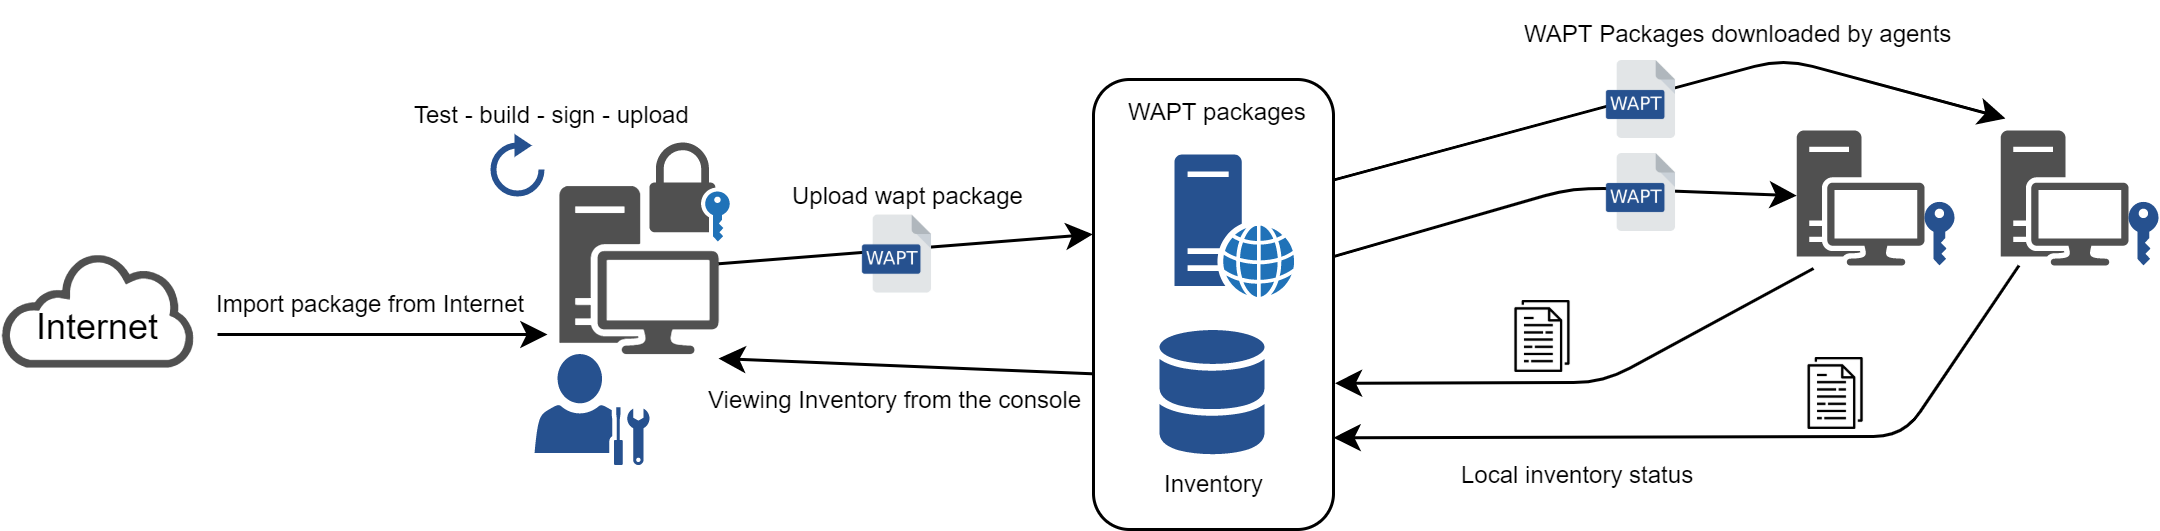 WAPT Packages downloaded by agents
WAPT
Test - build - sign - upload
WAPT packages
Upload wapt package
WAPT
WAPT
Import package from Internet
Internet
Viewing Inventory from the console
Inventory
Local inventory status